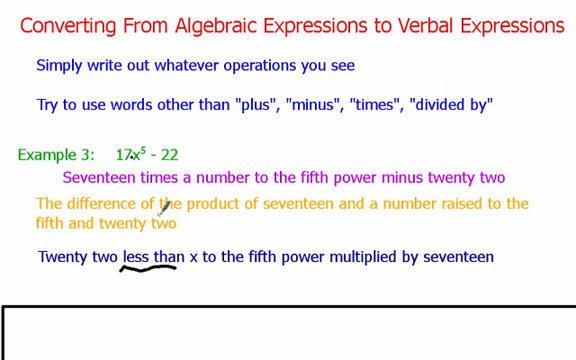 Converting From Algebraic Expressions to Verbal Expressions
Simply write out whatever operations you see
Try to use words other than "plus", "minus", "times", "divided by"
Example 3: 17·x⁵ - 22
Seventeen times a number to the fifth power minus twenty two
The difference of the product of seventeen and a number raised to the
fifth and twenty two
Twenty two less than x to the fifth power multiplied by seventeen